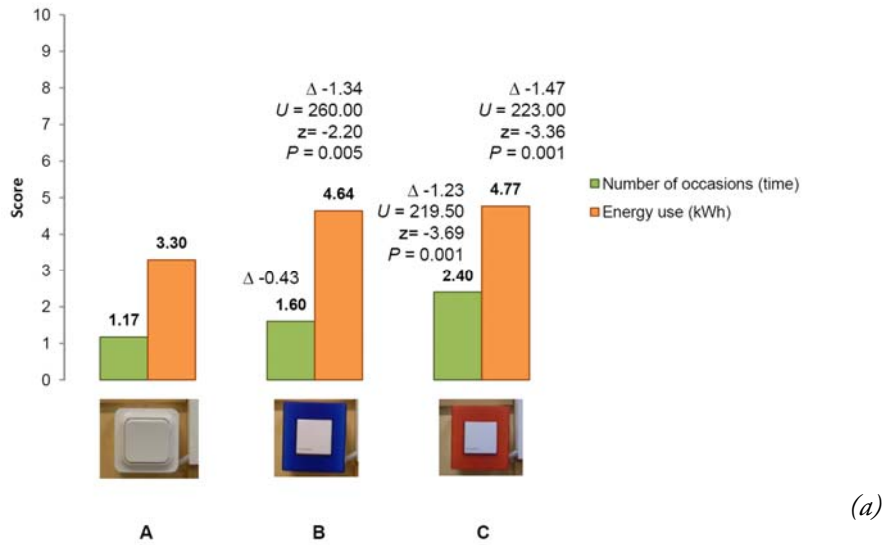 10
9
8
7
6
5
4
3
2
1
0
Score
1.17
3.30
Δ -0.43
1.60
Δ -1.34
U = 260.00
z= -2.20
P = 0.005
4.64
Δ -1.23
U = 219.50
z= -3.69
P = 0.001
2.40
Δ -1.47
U = 223.00
z= -3.36
P = 0.001
4.77
Number of occasions (time)
Energy use (kWh)
A
B
C
(a)